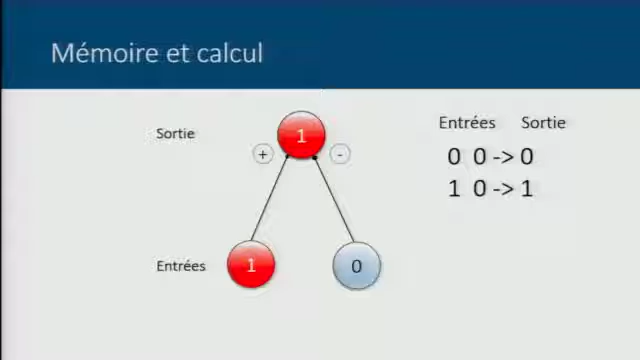 Mémoire et calcul
Entrées Sortie
Sortie 1
+ -
0 0 -> 0
1 0 -> 1
Entrées 1 0